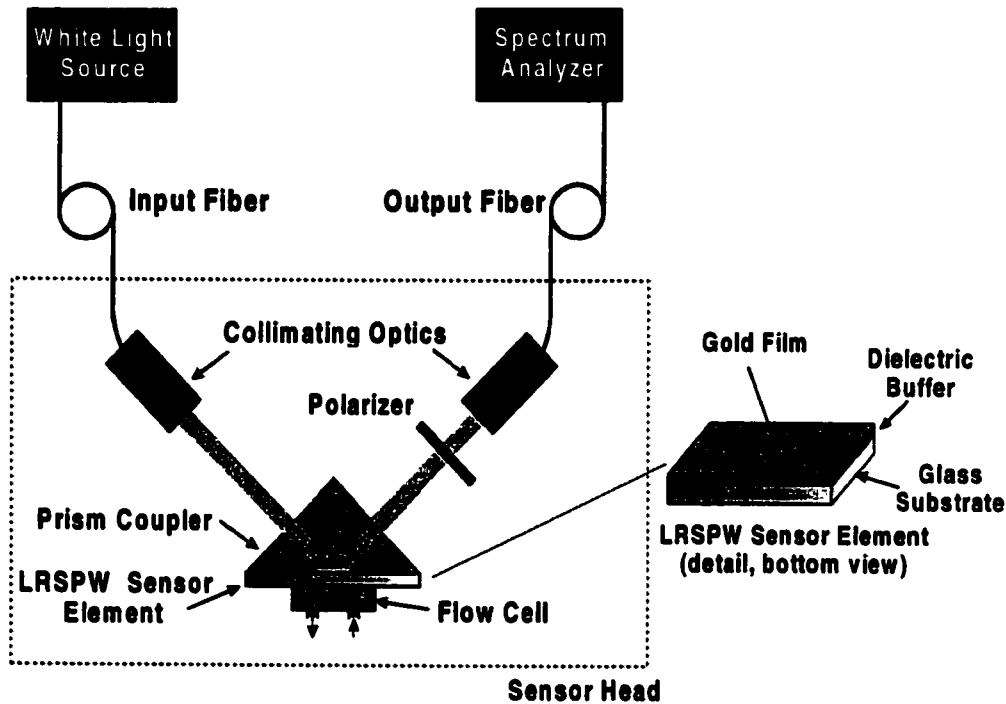 White Light
Source
Spectrum
Analyzer
Input Fiber
Output Fiber
Collimating Optics
Polarizer
Gold Film
Dielectric
Buffer
Glass
Substrate
Prism Coupler
LRSPW Sensor
Element
Flow Cell
LRSPW Sensor Element
(detail, bottom view)
Sensor Head